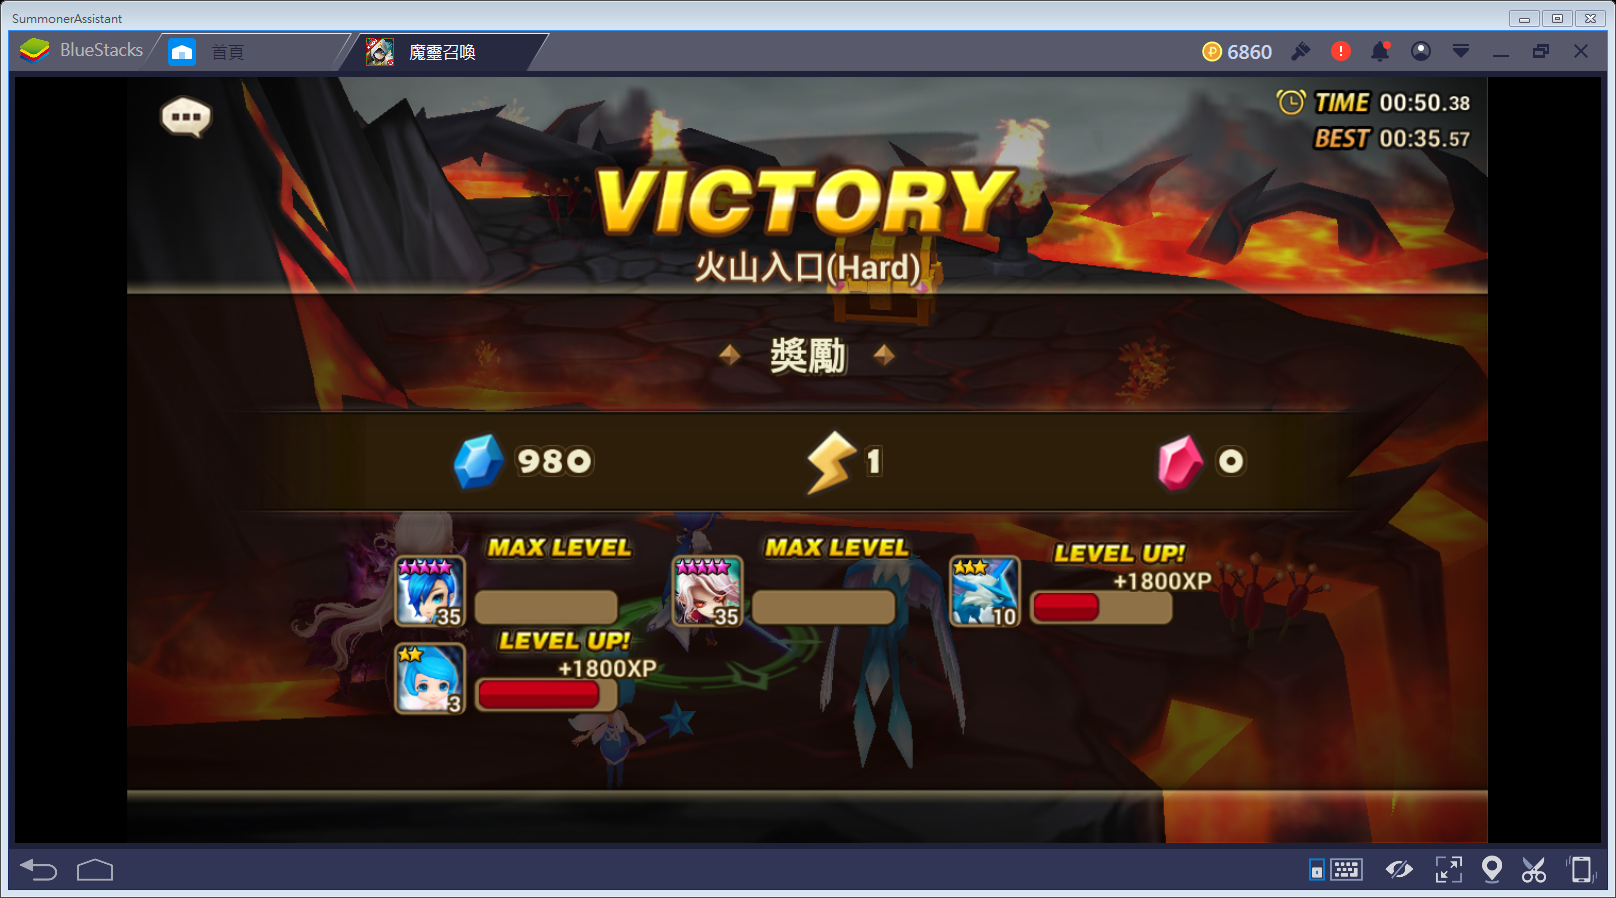 SummonerAssistant
BlueStacks
首頁
魔靈召喚
6860
TIME 00:50.38
BEST 00:35.57
VICTORY
火山入口(Hard)
獎勵
980
1
0
MAX LEVEL
35
MAX LEVEL
35
LEVEL UP!
+1800XP
10
LEVEL UP!
+1800XP
3